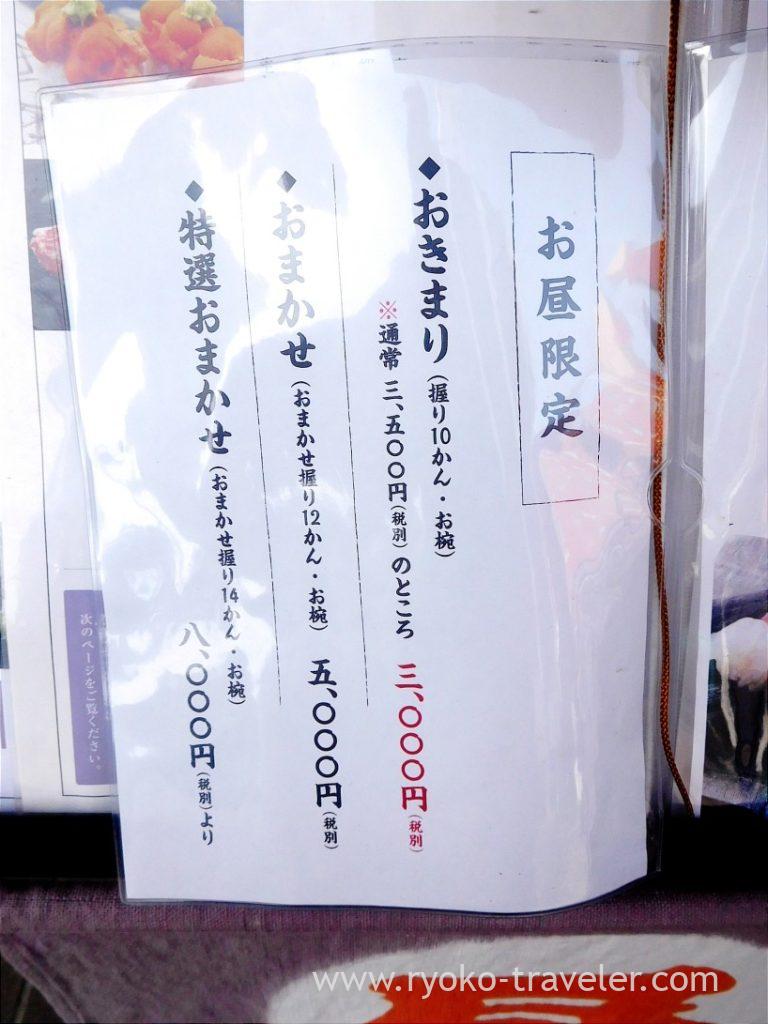 お昼限定
◆おきまり（握り10かん・お椀）
※通常 三、五〇〇円（税別）のところ 三、〇〇〇円（税別）
◆おまかせ（おまかせ握り12かん・お椀）
五、〇〇〇円（税別）
◆特選おまかせ（おまかせ握り14かん・お椀）
八、〇〇〇円（税別）より
次のページをご覧ください。
www.ryoko-traveler.com